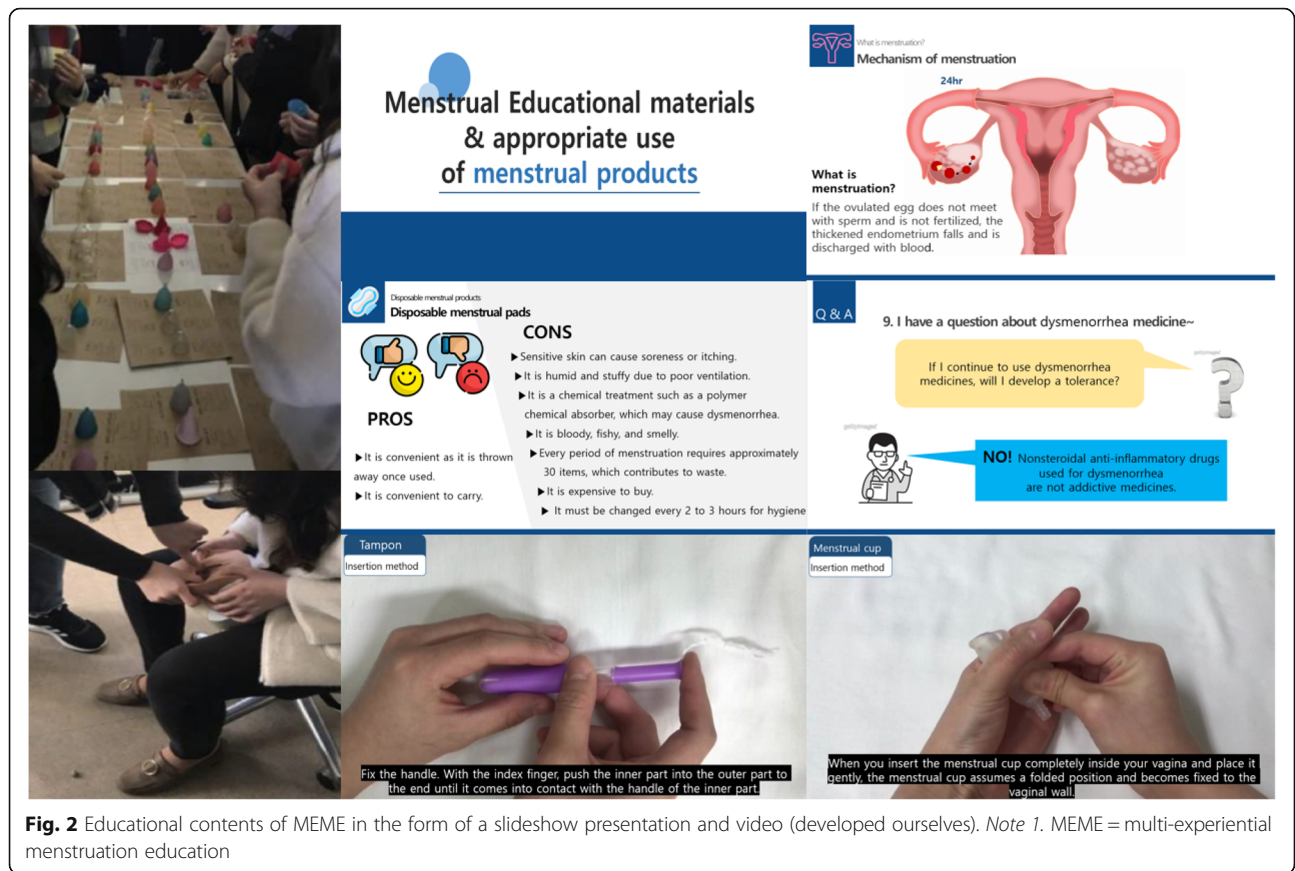 Menstrual Educational materials
& appropriate use
of menstrual products
What is menstruation?
Mechanism of menstruation
24hr
What is
menstruation?
If the ovulated egg does not meet
with sperm and is not fertilized, the
thickened endometrium falls and is
discharged with blood.
Disposable menstrual products
Disposable menstrual pads
PROS
▶It is convenient as it is thrown
away once used.
▶It is convenient to carry.
CONS
▶Sensitive skin can cause soreness or itching.
▶It is humid and stuffy due to poor ventilation.
▶It is a chemical treatment such as a polymer
chemical absorber, which may cause dysmenorrhea.
▶It is bloody, fishy, and smelly.
▶Every period of menstruation requires approximately
30 items, which contributes to waste.
▶It is expensive to buy.
▶ It must be changed every 2 to 3 hours for hygiene
Q & A
9. I have a question about dysmenorrhea medicine~
gettyimages
If I continue to use dysmenorrhea
medicines, will I develop a tolerance?
gettyimages
NO! Nonsteroidal anti-inflammatory drugs
used for dysmenorrhea
are not addictive medicines.
Tampon
Insertion method
Fix the handle. With the index finger, push the inner part into the outer part to
the end until it comes into contact with the handle of the inner part.
Menstrual cup
Insertion method
When you insert the menstrual cup completely inside your vagina and place it
gently, the menstrual cup assumes a folded position and becomes fixed to the
vaginal wall.
Fig. 2 Educational contents of MEME in the form of a slideshow presentation and video (developed ourselves). Note 1. MEME = multi-experiential
menstruation education